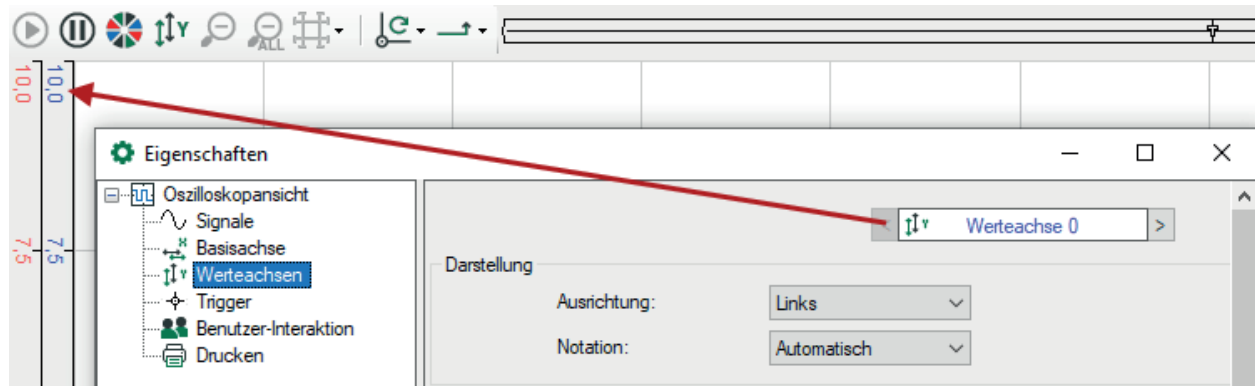 Y
ALL
10,0
10,0
Eigenschaften
Oszilloskopansicht
Signale
X
Basisachse
Y
Werteachsen
Trigger
Benutzer-Interaktion
Drucken
7,5
7,5
< Y Werteachse 0 >
Darstellung
Ausrichtung: Links
Notation: Automatisch